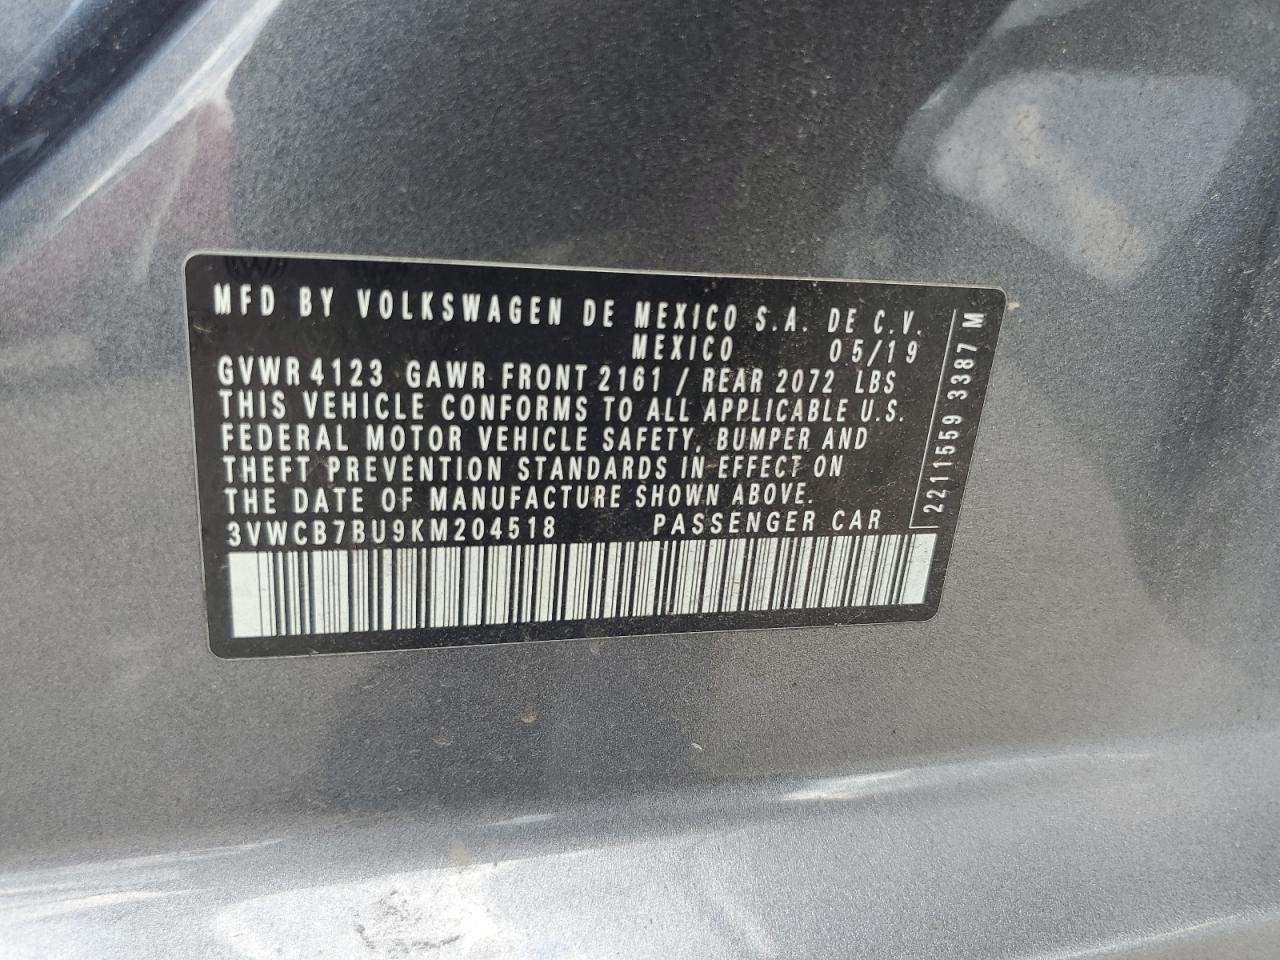 MFD BY VOLKSWAGEN DE MEXICO S.A. DE C.V.
MEXICO 05/19
GVWR 4123 GAWR FRONT 2161 / REAR 2072 LBS
THIS VEHICLE CONFORMS TO ALL APPLICABLE U.S.
FEDERAL MOTOR VEHICLE SAFETY, BUMPER AND
THEFT PREVENTION STANDARDS IN EFFECT ON
THE DATE OF MANUFACTURE SHOWN ABOVE.
3VWCB7BU9KM204518 PASSENGER CAR
2211559 3387 M